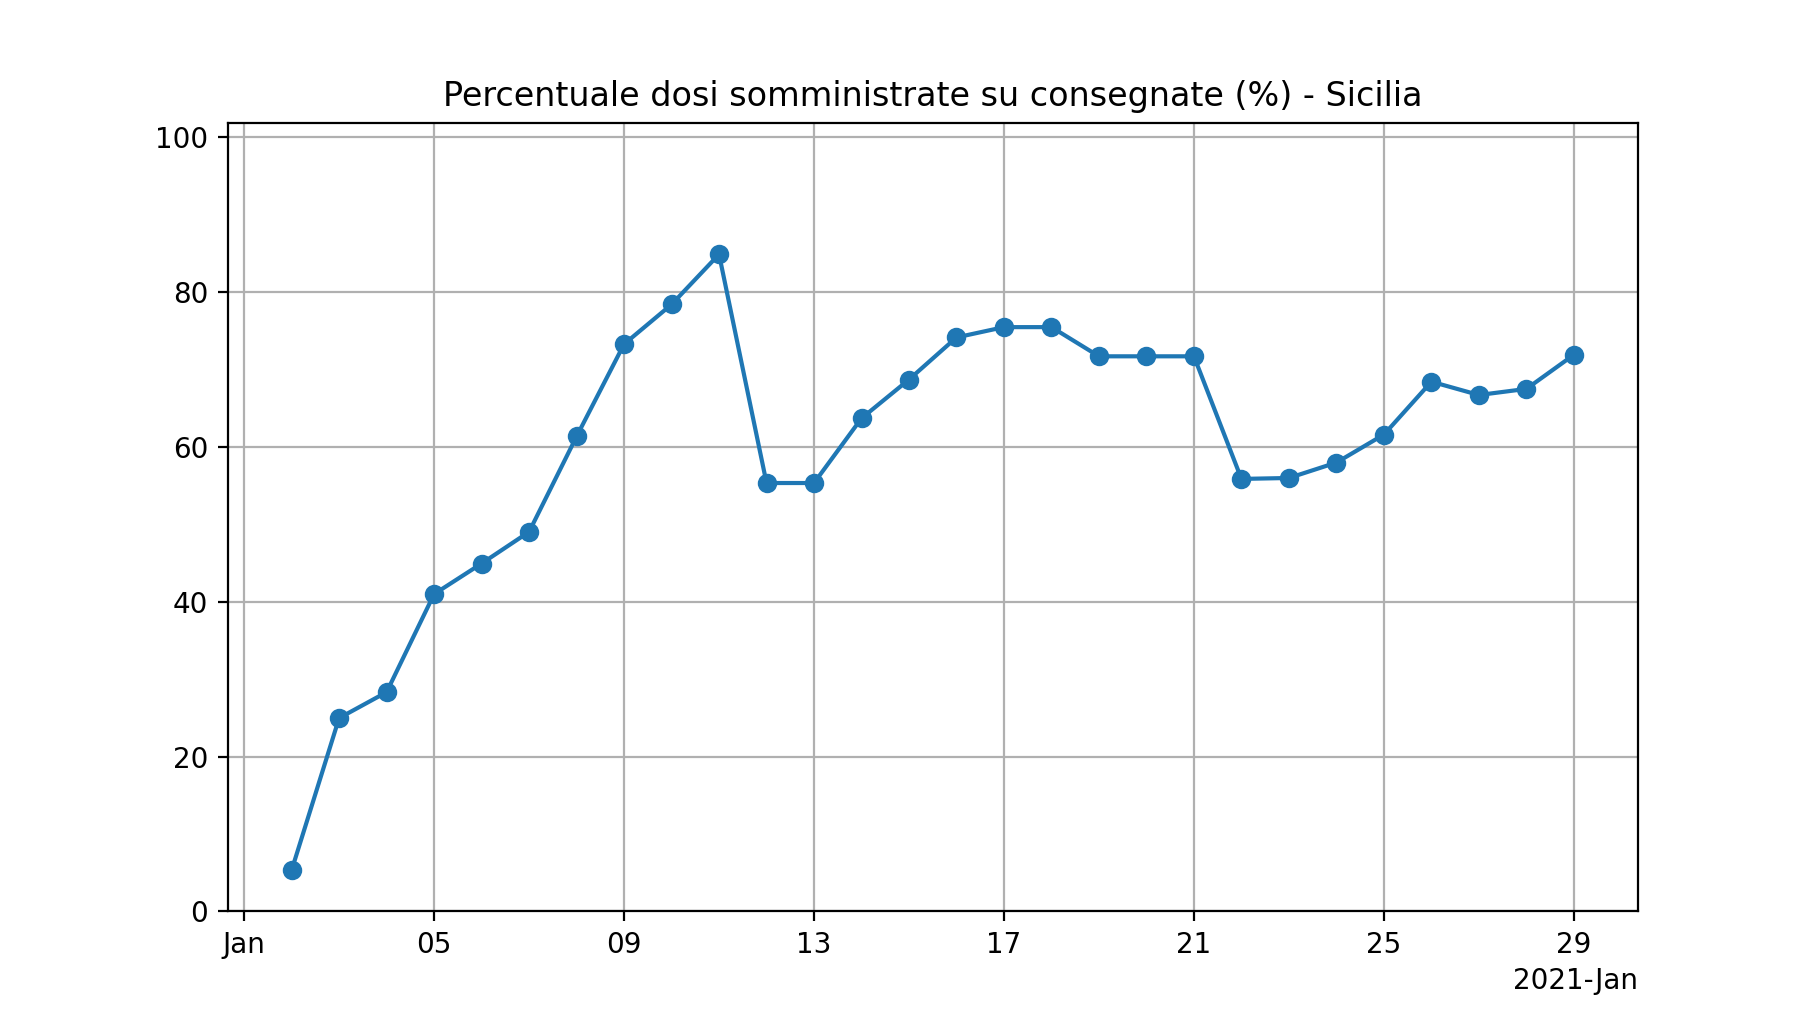 Percentuale dosi somministrate su consegnate (%) - Sicilia
100
80
60
40
20
0
Jan 05 09 13 17 21 25 29
2021-Jan